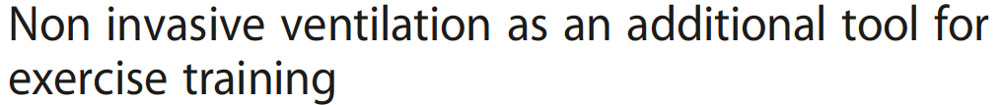 Non invasive ventilation as an additional tool for
exercise training